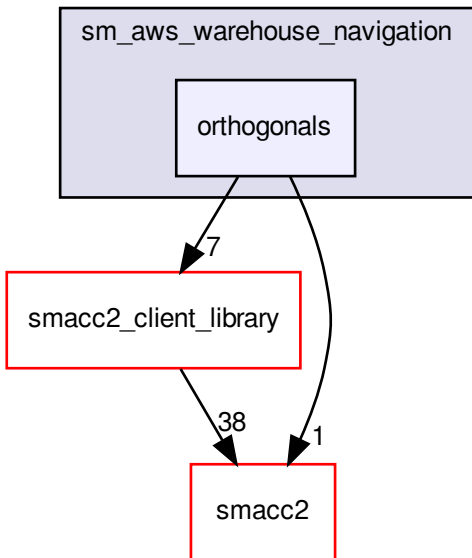 sm_aws_warehouse_navigation
orthogonals
7
smacc2_client_library
38
1
smacc2